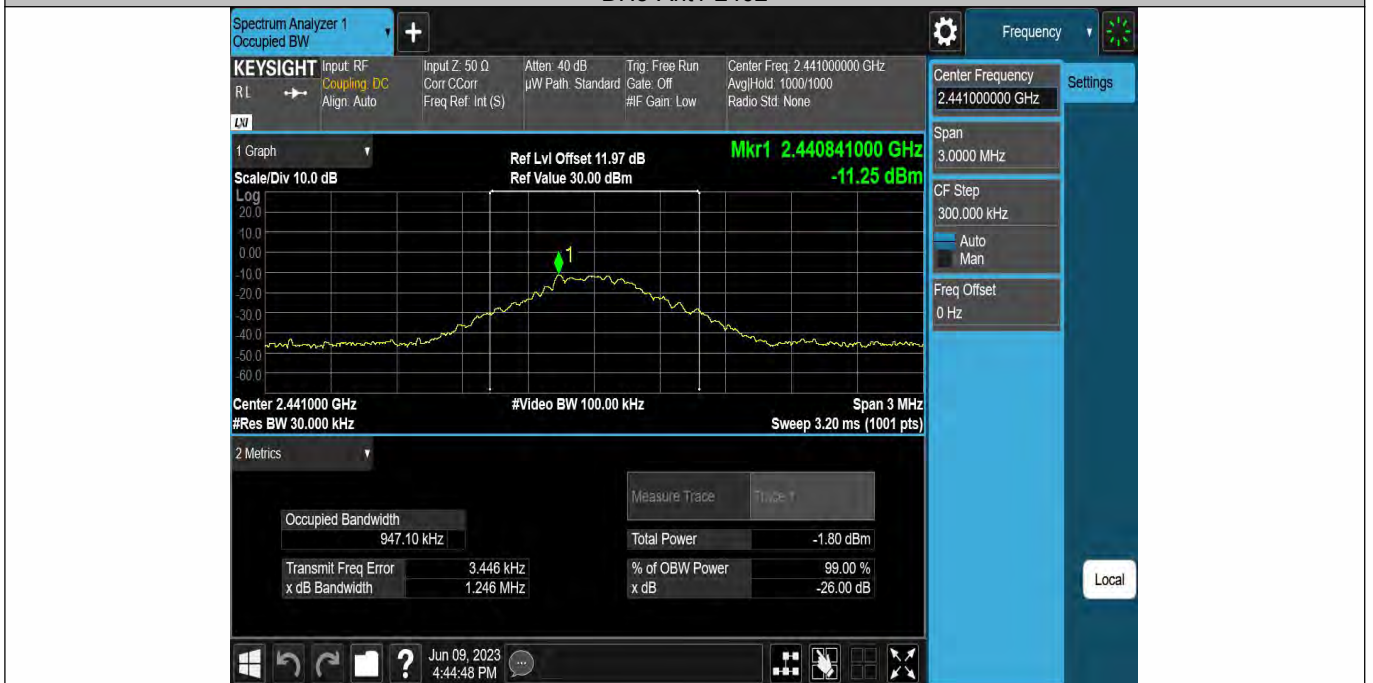 Spectrum Analyzer 1
Occupied BW
+
Frequency
KEYSIGHT
RL
LXI
Input: RF
Coupling: DC
Align: Auto
Input Z: 50 Ω
Corr CCorr
Freq Ref: Int (S)
Atten: 40 dB
µW Path: Standard
Trig: Free Run
Gate: Off
#IF Gain: Low
Center Freq: 2.441000000 GHz
Avg|Hold: 1000/1000
Radio Std: None
Center Frequency
2.441000000 GHz
Settings
Span
3.0000 MHz
CF Step
300.000 kHz
Auto
Man
Freq Offset
0 Hz
1 Graph
Scale/Div 10.0 dB
Ref Lvl Offset 11.97 dB
Ref Value 30.00 dBm
Mkr1 2.440841000 GHz
-11.25 dBm
Log
20.0
10.0
0.00
-10.0
-20.0
-30.0
-40.0
-50.0
-60.0
1
Center 2.441000 GHz
#Video BW 100.00 kHz
Span 3 MHz
#Res BW 30.000 kHz
Sweep 3.20 ms (1001 pts)
2 Metrics
Measure Trace
Trace 1
Occupied Bandwidth
947.10 kHz
Total Power
-1.80 dBm
Transmit Freq Error
3.446 kHz
% of OBW Power
99.00 %
x dB Bandwidth
1.246 MHz
x dB
-26.00 dB
Local
?
Jun 09, 2023
4:44:48 PM